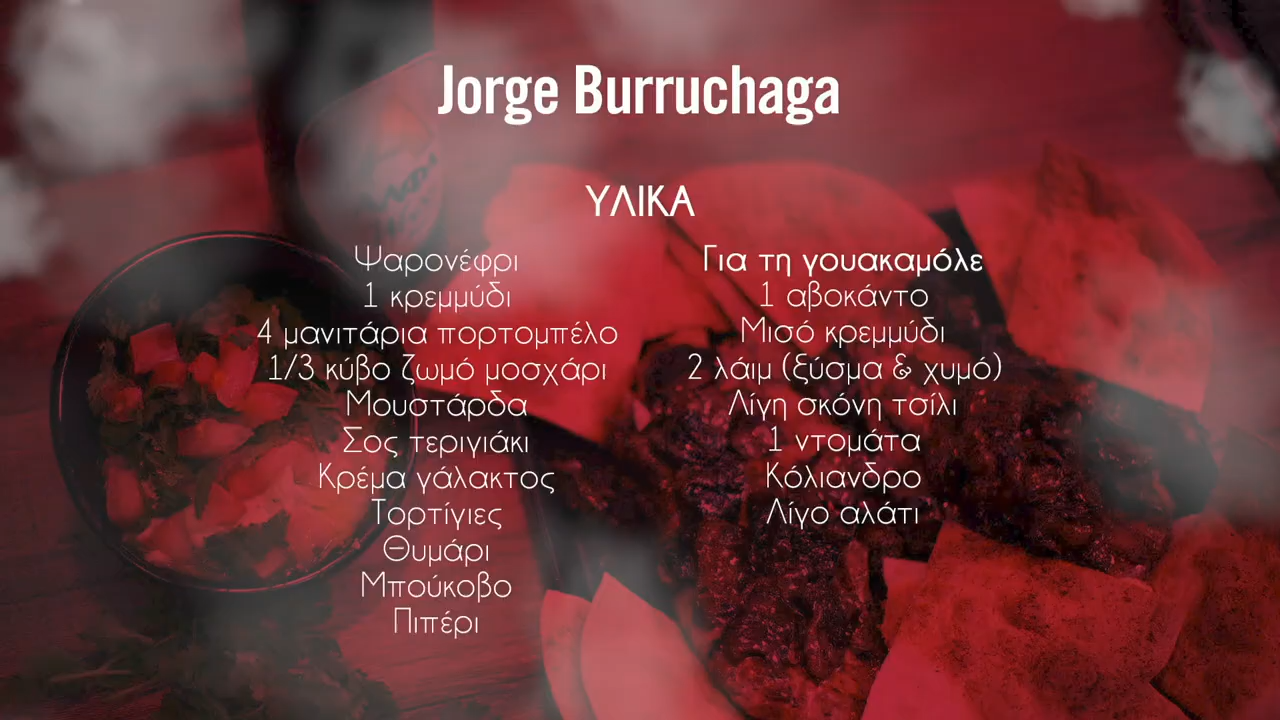 Jorge Burruchaga
ΥΛΙΚΑ
Ψαρονέφρι
1 κρεμμύδι
4 μανιτάρια πορτομπέλο
1/3 κύβο ζωμό μοσχάρι
Μουστάρδα
Σος τεριγιάκι
Κρέμα γάλακτος
Τορτίγιες
Θυμάρι
Μπούκοβο
Πιπέρι
Για τη γουακαμόλε
1 αβοκάντο
Μισό κρεμμύδι
2 λάιμ (ξύσμα & χυμό)
Λίγη σκόνη τσίλι
1 ντομάτα
Κόλιανδρο
Λίγο αλάτι